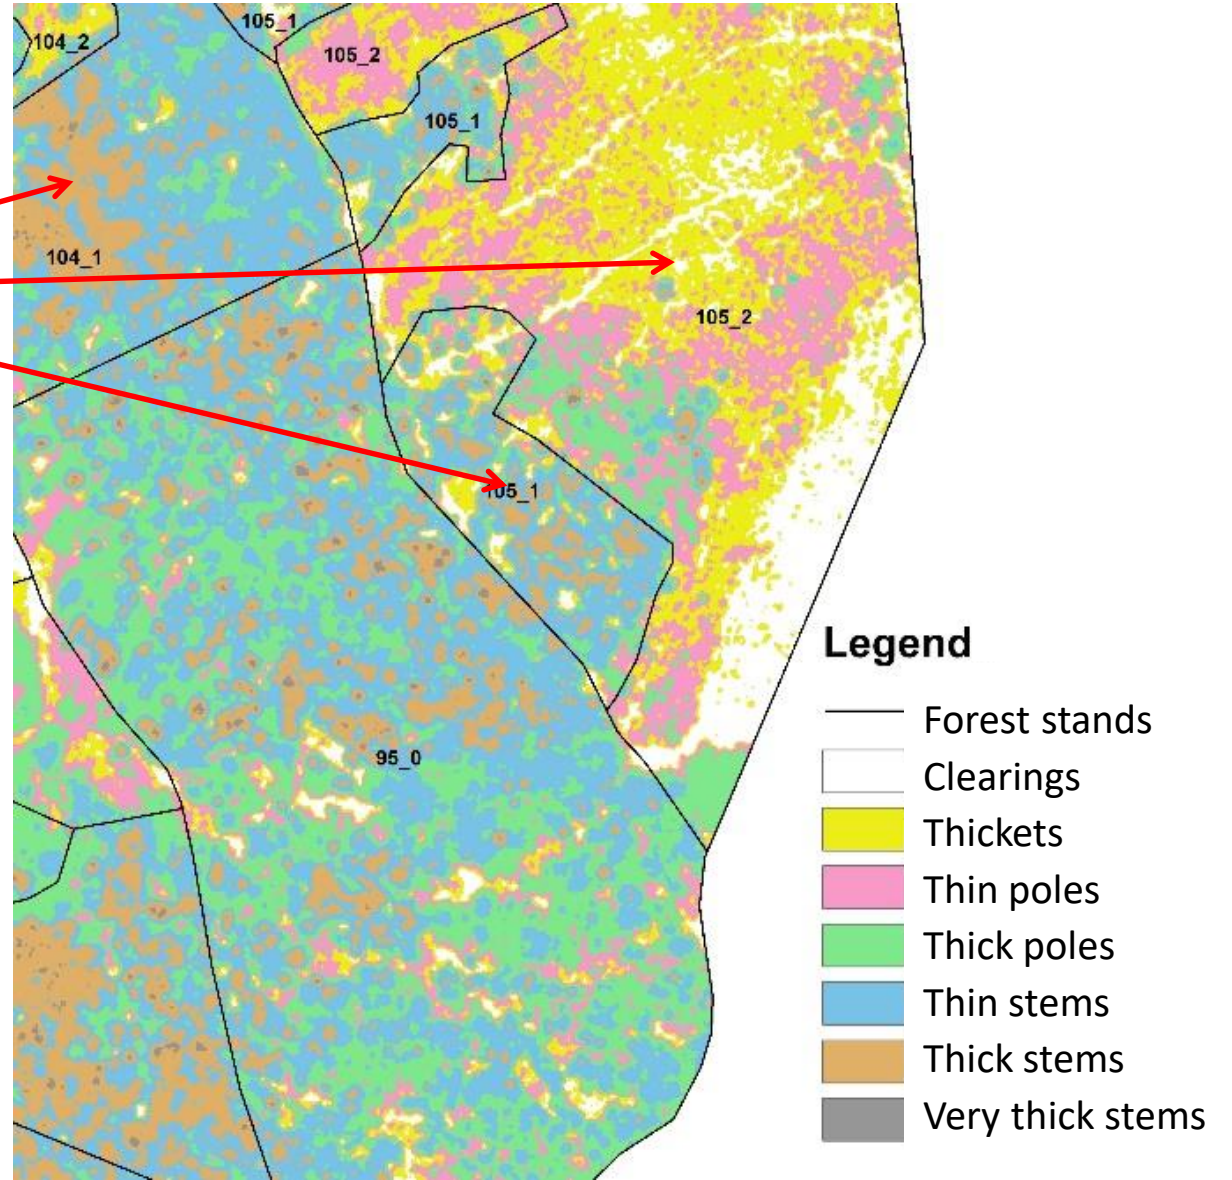 105_1
104_2
105_2
105_1
104_1
105_2
105_1
95_0
Legend
Forest stands
Clearings
Thickets
Thin poles
Thick poles
Thin stems
Thick stems
Very thick stems